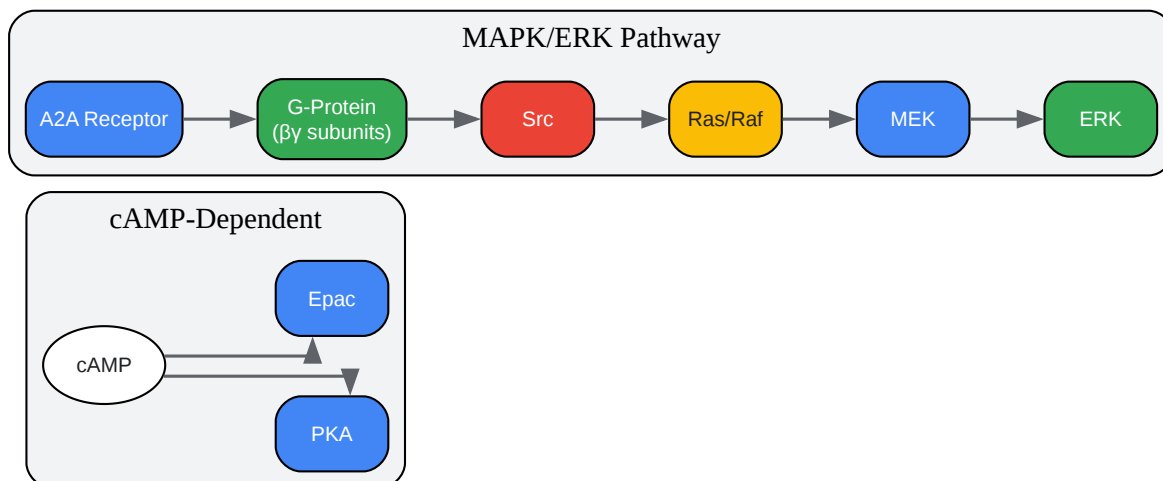 MAPK/ERK Pathway
A2A Receptor
G-Protein
(βγ subunits)
Src
Ras/Raf
MEK
ERK
cAMP-Dependent
Epac
cAMP
PKA